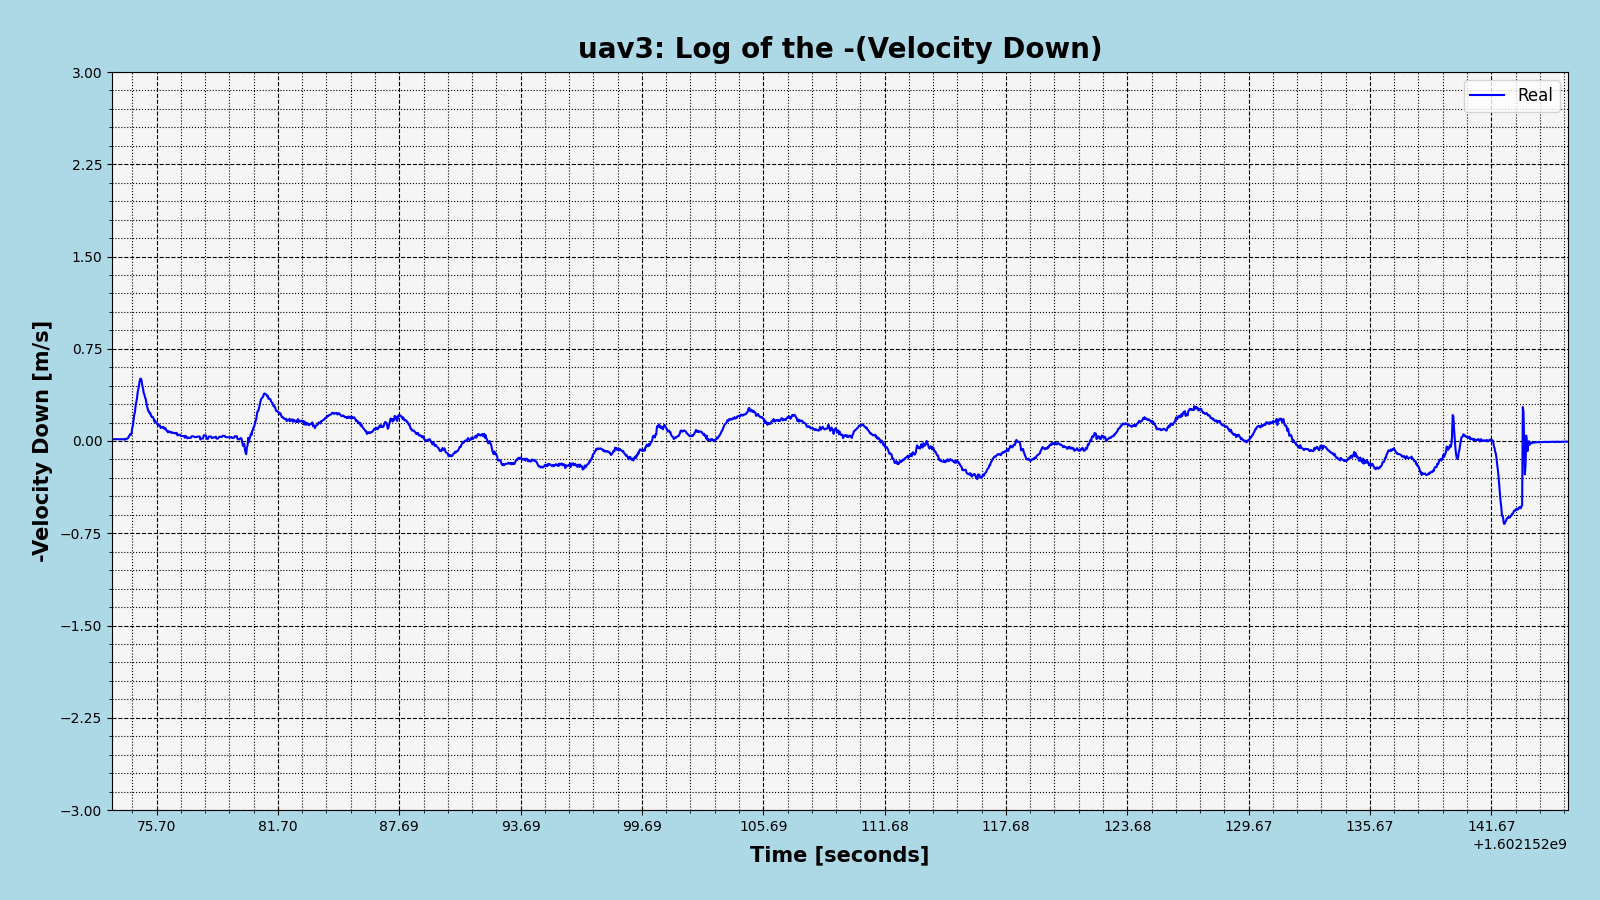 uav3: Log of the -(Velocity Down)
Real
3.00
2.25
1.50
0.75
0.00
−0.75
−1.50
−2.25
−3.00
-Velocity Down [m/s]
75.70 81.70 87.69 93.69 99.69 105.69 111.68 117.68 123.68 129.67 135.67 141.67
+1.602152e9
Time [seconds]